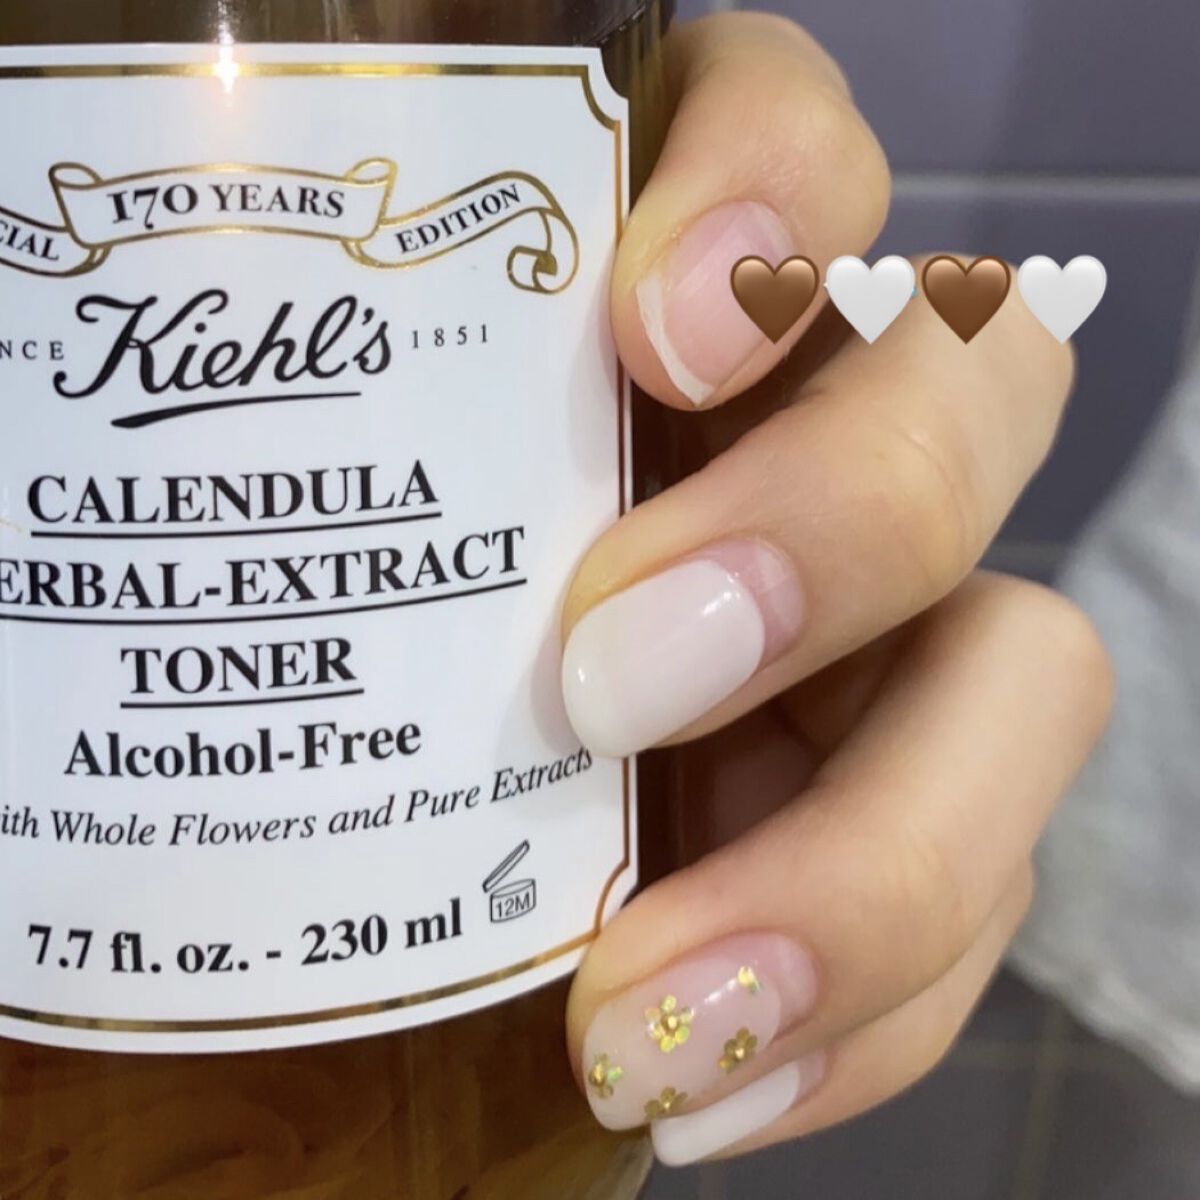 CIAL 170 YEARS EDITION
NCE Kiehl's 1851
CALENDULA
ERBAL-EXTRACT
TONER
Alcohol-Free
ith Whole Flowers and Pure Extracts
7.7 fl. oz. - 230 ml 12M